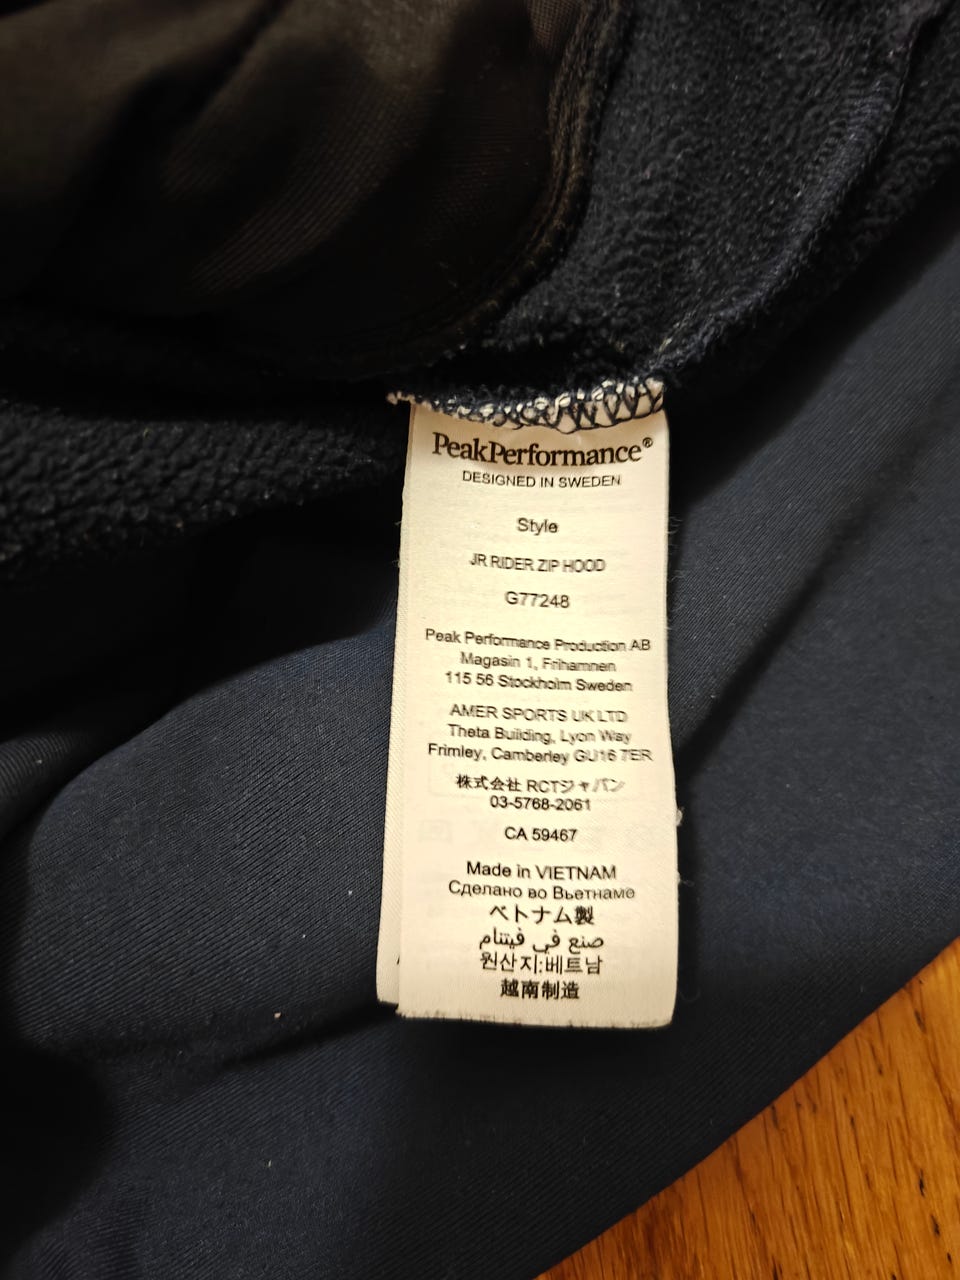 PeakPerformance®
DESIGNED IN SWEDEN
Style
JR RIDER ZIP HOOD
G77248
Peak Performance Production AB
Magasin 1, Frihamnen
115 56 Stockholm Sweden
AMER SPORTS UK LTD
Theta Building, Lyon Way
Frimley, Camberley GU16 7ER
株式会社 RCTジャパン
03-5768-2061
CA 59467
Made in VIETNAM
Сделано во Вьетнаме
ベトナム製
صنع في فيتنام
원산지:베트남
越南制造